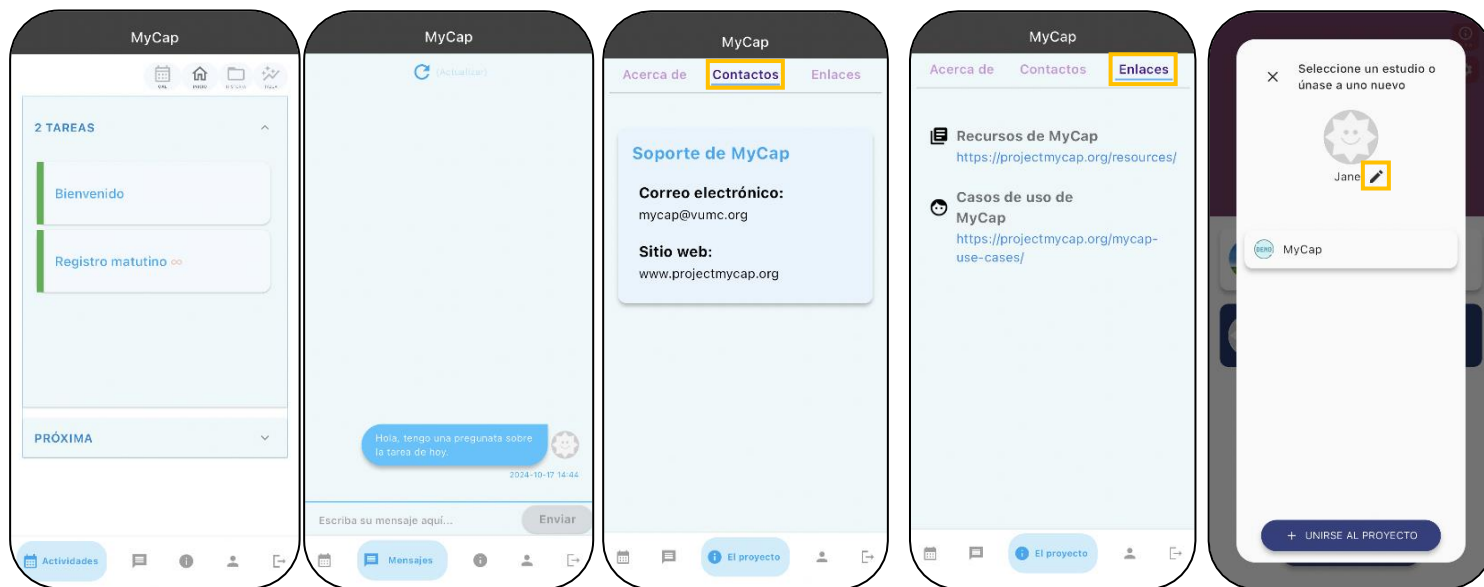 MyCap
INICIO
2 TAREAS
Bienvenido
Registro matutino ∞
PRÓXIMA
Actividades
MyCap
(Actualizar)
Hola, tengo una pregunata sobre
la tarea de hoy.
2024-10-17 14:44
Escriba su mensaje aquí...
Enviar
Mensajes
MyCap
Acerca de Contactos Enlaces
Soporte de MyCap
Correo electrónico:
mycap@vumc.org
Sitio web:
www.projectmycap.org
El proyecto
MyCap
Acerca de Contactos Enlaces
Recursos de MyCap
https://projectmycap.org/resources/
Casos de uso de
MyCap
https://projectmycap.org/mycap-
use-cases/
El proyecto
Seleccione un estudio o
únase a uno nuevo
Jane
DEMO MyCap
+ UNIRSE AL PROYECTO